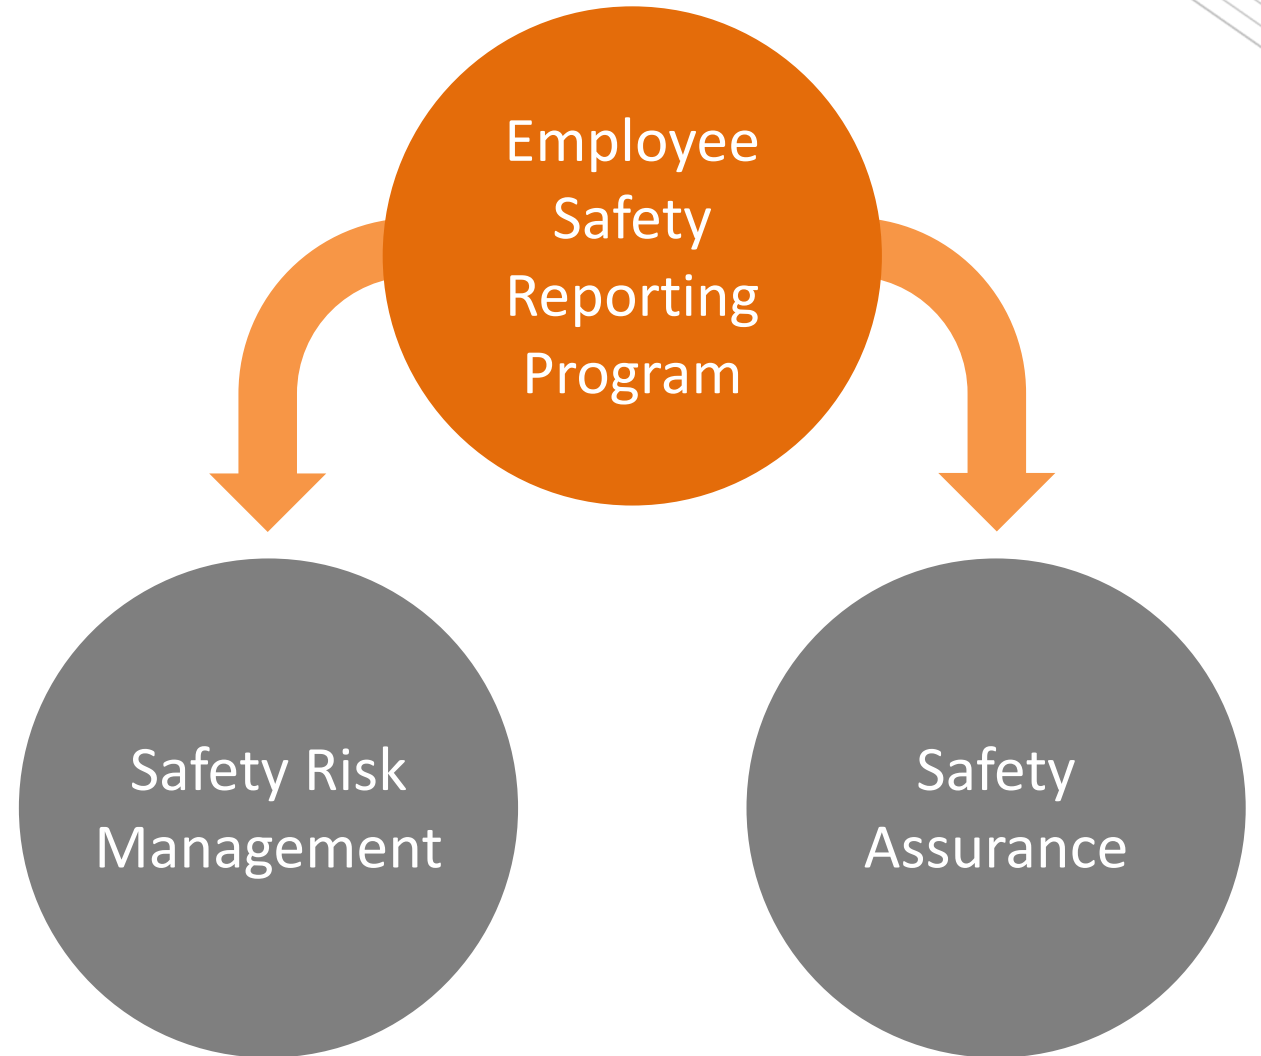 Employee
Safety
Reporting
Program
Safety Risk
Management
Safety
Assurance